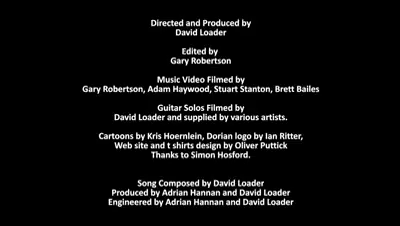 Directed and Produced by
David Loader
Edited by
Gary Robertson
Music Video Filmed by
Gary Robertson, Adam Haywood, Stuart Stanton, Brett Bailes
Guitar Solos Filmed by
David Loader and supplied by various artists.
Cartoons by Kris Hoernlein, Dorian logo by Ian Ritter,
Web site and t shirts design by Oliver Puttick
Thanks to Simon Hosford.
Song Composed by David Loader
Produced by Adrian Hannan and David Loader
Engineered by Adrian Hannan and David Loader